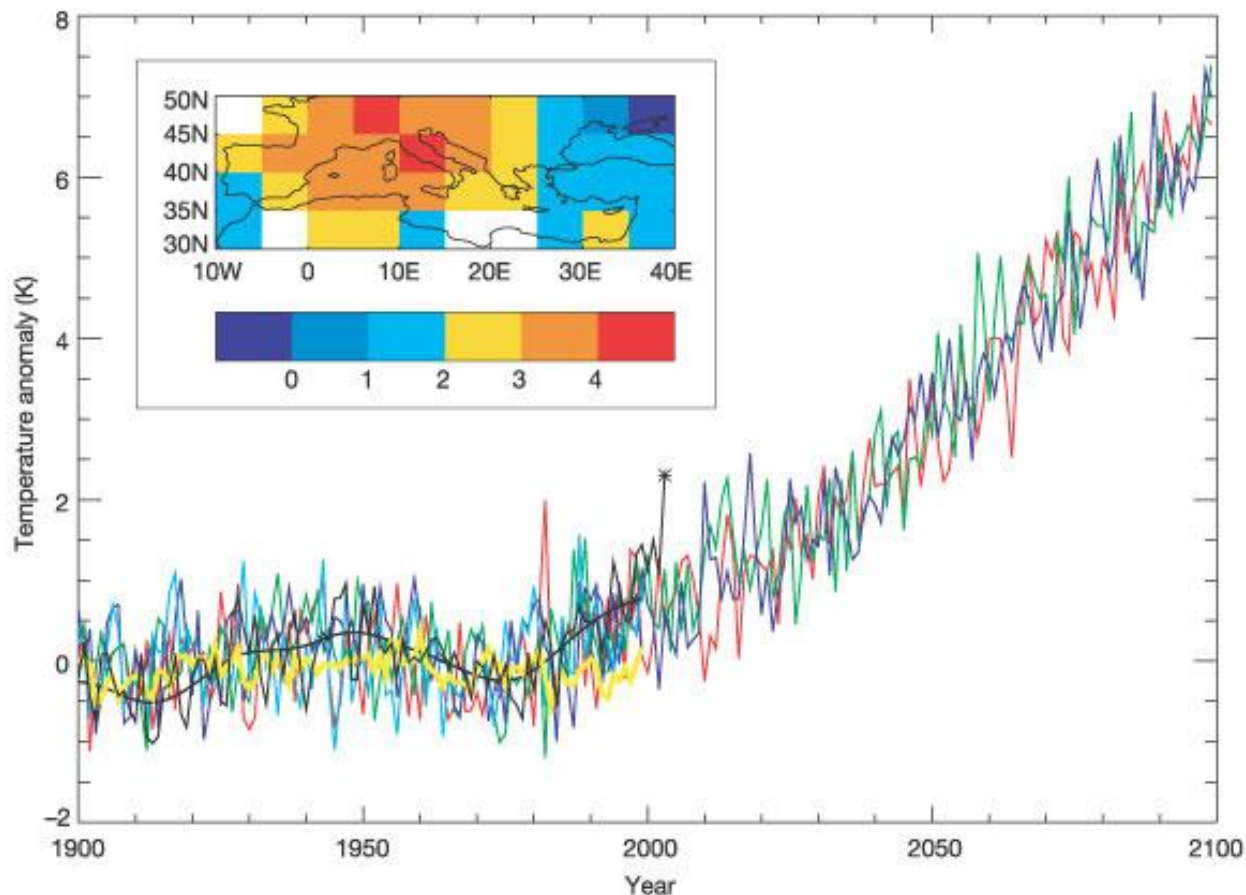 8
50N
45N
40N
35N
30N
10W 0 10E 20E 30E 40E
0 1 2 3 4
6
4
2
0
−2
1900 1950 2000 2050 2100
Temperature anomaly (K)
Year